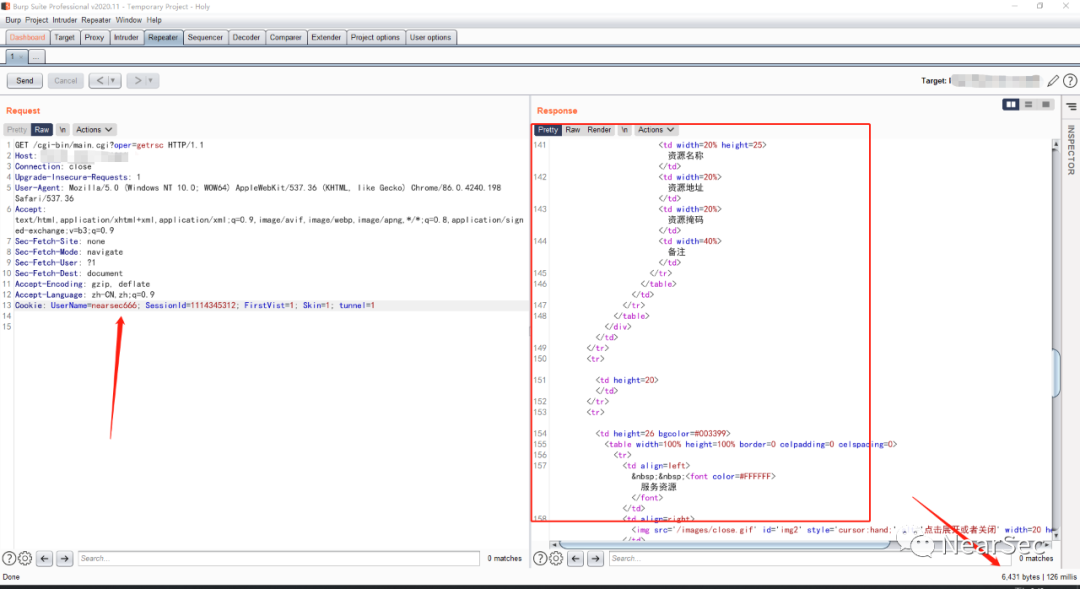 Burp Suite Professional v2020.11 - Temporary Project - Holy
Burp Project Intruder Repeater Window Help
Dashboard Target Proxy Intruder Repeater Sequencer Decoder Comparer Extender Project options User options
1 × ...
Send Cancel < | ▼ > | ▼ Target:
Request
Pretty Raw \n Actions
1 GET /cgi-bin/main.cgi?oper=getrsc HTTP/1.1
2 Host:
3 Connection: close
4 Upgrade-Insecure-Requests: 1
5 User-Agent: Mozilla/5.0 (Windows NT 10.0; WOW64) AppleWebKit/537.36 (KHTML, like Gecko) Chrome/86.0.4240.198
Safari/537.36
6 Accept:
text/html,application/xhtml+xml,application/xml;q=0.9,image/avif,image/webp,image/apng,*/*;q=0.8,application/sign
ed-exchange;v=b3;q=0.9
7 Sec-Fetch-Site: none
8 Sec-Fetch-Mode: navigate
9 Sec-Fetch-User: ?1
10 Sec-Fetch-Dest: document
11 Accept-Encoding: gzip, deflate
12 Accept-Language: zh-CN,zh;q=0.9
13 Cookie: UserName=nearsec666; SessionId=1114345312; FirstVist=1; Skin=1; tunnel=1
14
15
Search... 0 matches
Response
Pretty Raw Render \n Actions
141 <td width=20% height=25>
资源名称
</td>
142 <td width=20%>
资源地址
</td>
143 <td width=20%>
资源掩码
</td>
144 <td width=40%>
备注
</td>
145 </tr>
146 </table>
</td>
147 </tr>
148 </table>
</div>
</td>
149 </tr>
150 <tr>
151 <td height=20>
</td>
152 </tr>
153 <tr>
154 <td height=26 bgcolor=#003399>
155 <table width=100% height=100% border=0 celpadding=0 celspacing=0>
156 <tr>
157 <td align=left>
&nbsp;&nbsp;<font color=#FFFFFF>
服务资源
</font>
</td>
158 <td align=right>
<img src='/images/close.gif' id='img2' style='cursor:hand;' 点击展开或者关闭' width=20 he
</td>
Search... 0 matches
INSPECTOR
NearSec
Done
6,431 bytes | 126 millis